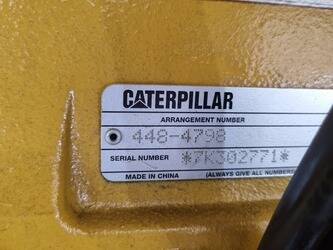 CATERPILLAR
ARRANGEMENT NUMBER
448-4798
SERIAL NUMBER *7K302771*
MADE IN CHINA (ALWAYS GIVE ALL NUMBERS